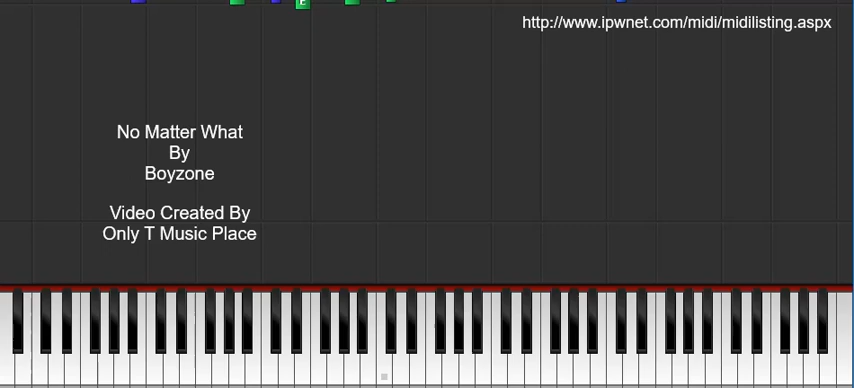 E
http://www.ipwnet.com/midi/midilisting.aspx
No Matter What
By
Boyzone
Video Created By
Only T Music Place